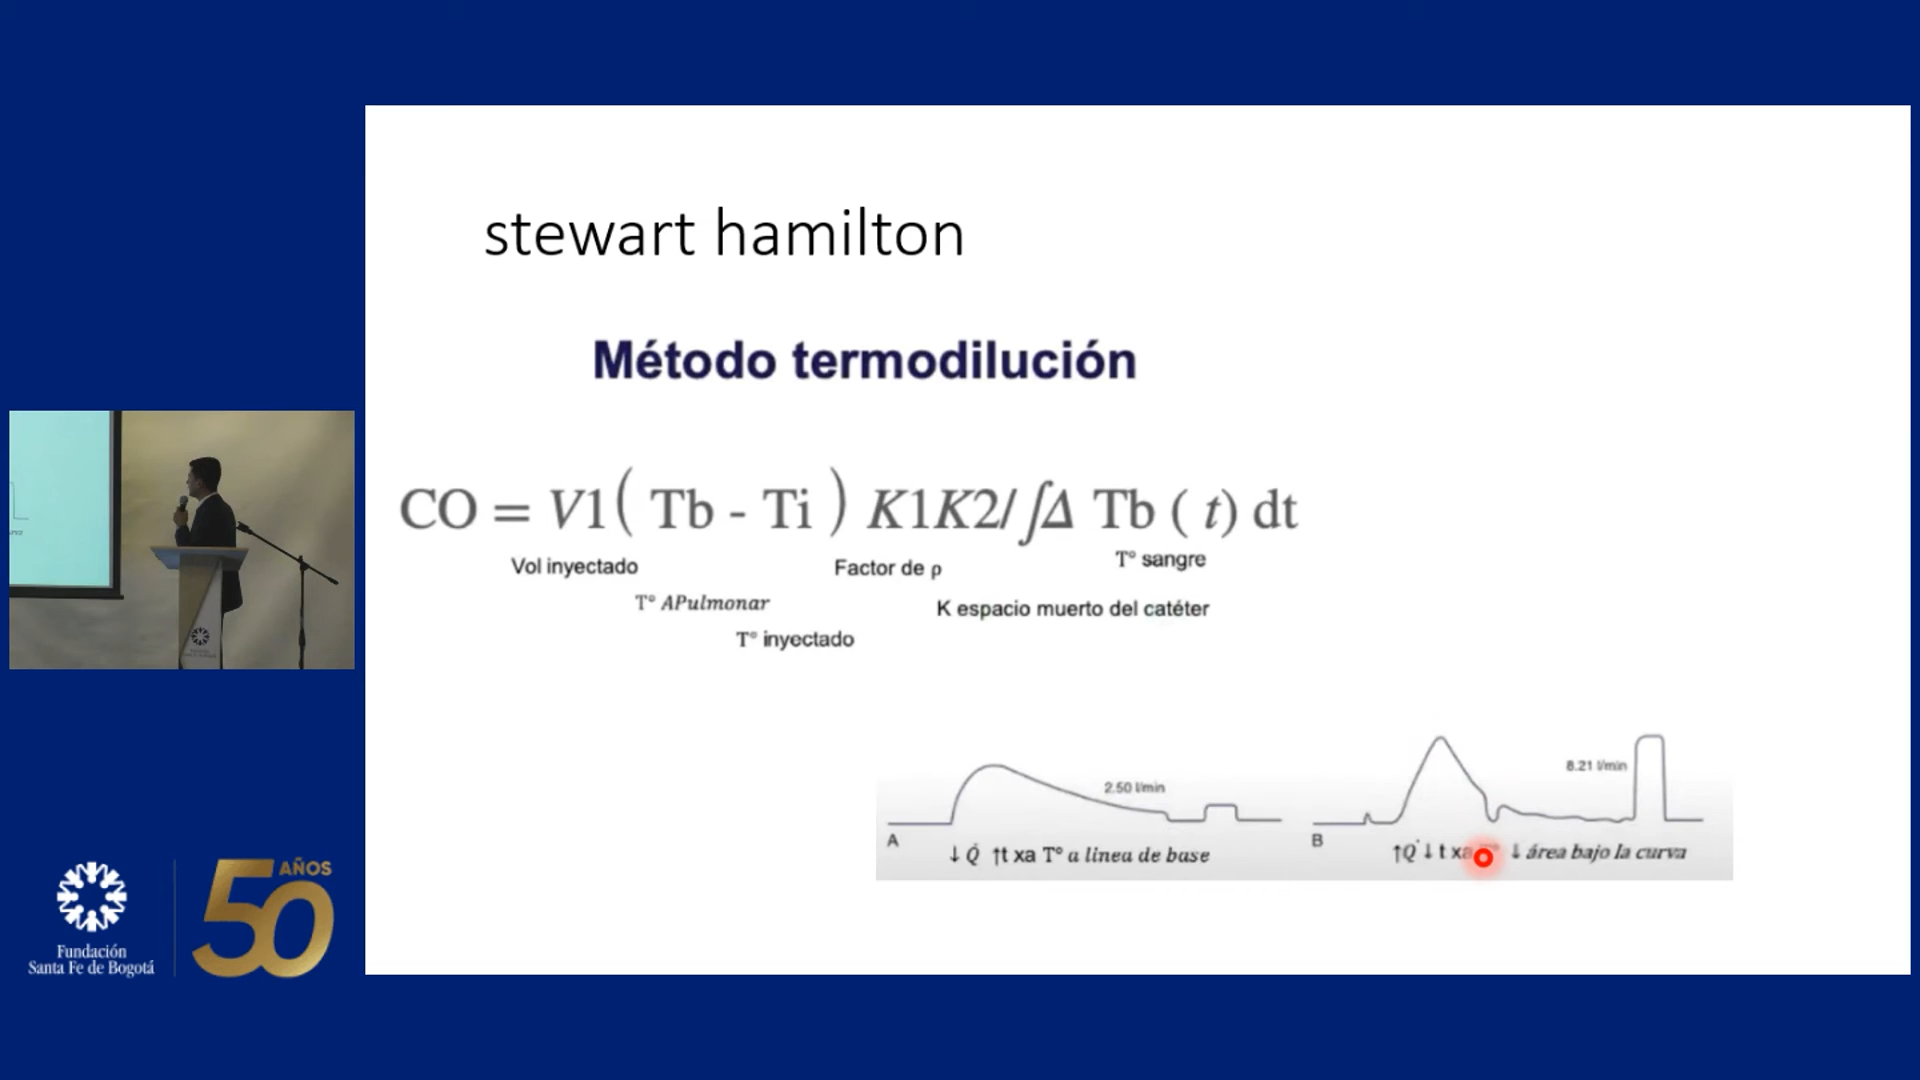 stewart hamilton
Método termodilución
CO = V1( Tb - Ti ) K1K2/∫Δ Tb ( t) dt
Vol inyectado
Factor de ρ
T° sangre
T° APulmonar
K espacio muerto del catéter
T° inyectado
2.50 l/min
8.21 l/min
A
B
↓ Q̇ ↑t xa T° a linea de base
↑Q̇ ↓ t xa ↓ área bajo la curva
50 AÑOS
Fundación
Santa Fe de Bogotá